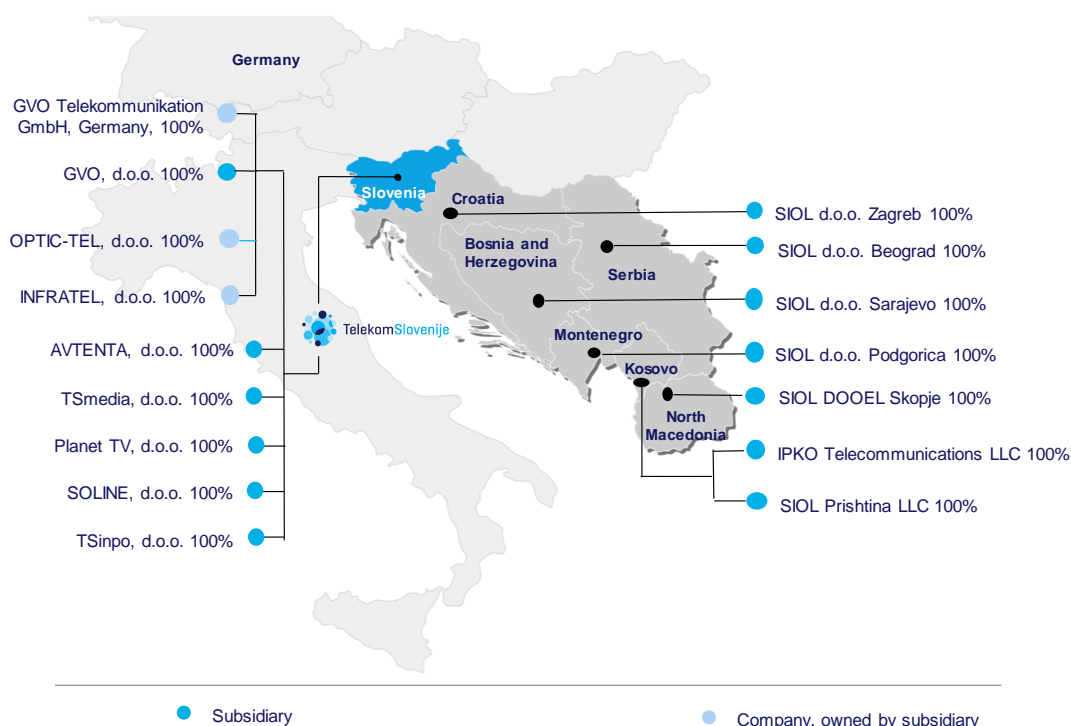 Germany
GVO Telekommunikation
GmbH, Germany, 100%
GVO, d.o.o. 100%
OPTIC-TEL, d.o.o. 100%
INFRATEL, d.o.o. 100%
AVTENTA, d.o.o. 100%
TSmedia, d.o.o. 100%
Planet TV, d.o.o. 100%
SOLINE, d.o.o. 100%
TSinpo, d.o.o. 100%
TelekomSlovenije
Slovenia
Croatia
Bosnia and
Herzegovina
Serbia
Montenegro
Kosovo
North
Macedonia
SIOL d.o.o. Zagreb 100%
SIOL d.o.o. Beograd 100%
SIOL d.o.o. Sarajevo 100%
SIOL d.o.o. Podgorica 100%
SIOL DOOEL Skopje 100%
IPKO Telecommunications LLC 100%
SIOL Prishtina LLC 100%
Subsidiary
Company, owned by subsidiary